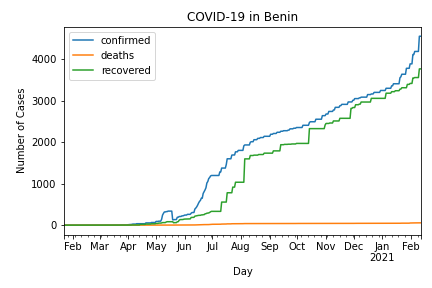 COVID-19 in Benin
confirmed
deaths
recovered
Number of Cases
4000
3000
2000
1000
0
Feb Mar Apr May Jun Jul Aug Sep Oct Nov Dec Jan Feb
2021
Day